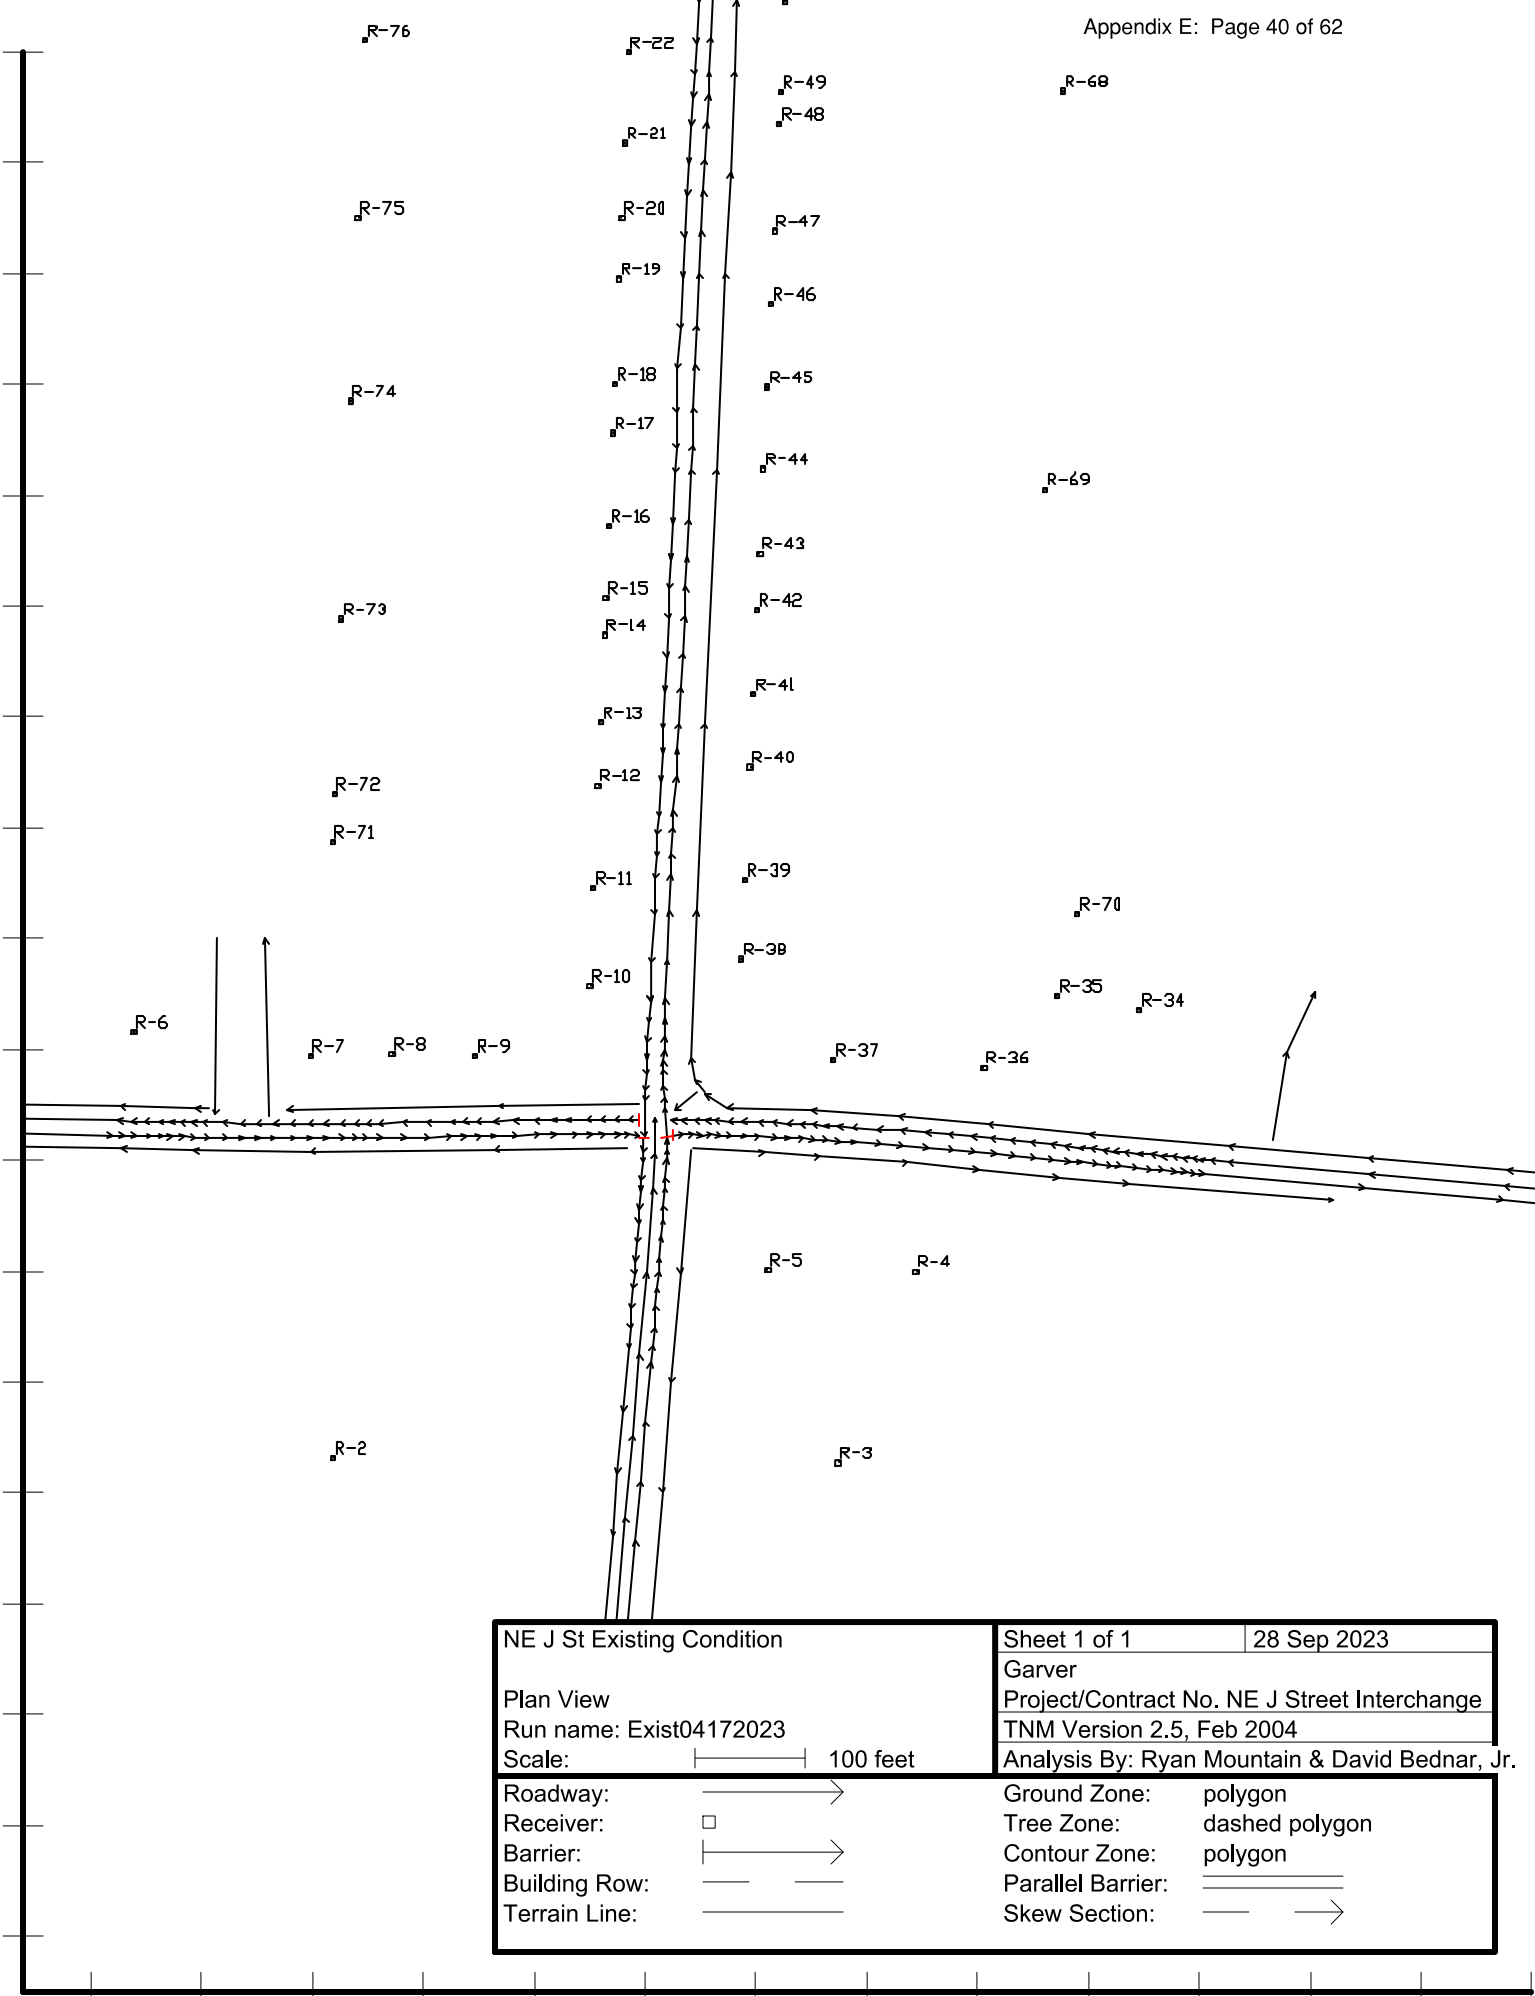 Appendix E: Page 40 of 62
R-76
R-22
R-49
R-68
R-48
R-21
R-75
R-20
R-47
R-19
R-46
R-18
R-45
R-74
R-17
R-44
R-69
R-16
R-43
R-15
R-42
R-73
R-14
R-41
R-13
R-40
R-12
R-72
R-71
R-39
R-11
R-70
R-38
R-10
R-35
R-34
R-6
R-7
R-8
R-9
R-37
R-36
R-5
R-4
R-2
R-3
NE J St Existing Condition
Plan View
Run name: Exist04172023
Scale: 100 feet
Sheet 1 of 1 28 Sep 2023
Garver
Project/Contract No. NE J Street Interchange
TNM Version 2.5, Feb 2004
Analysis By: Ryan Mountain & David Bednar, Jr.
Roadway:
Receiver:
Barrier:
Building Row:
Terrain Line:
Ground Zone: polygon
Tree Zone: dashed polygon
Contour Zone: polygon
Parallel Barrier:
Skew Section: